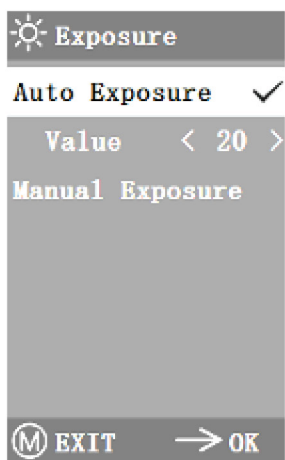 Exposure
Auto Exposure
Value < 20 >
Manual Exposure
M EXIT → OK